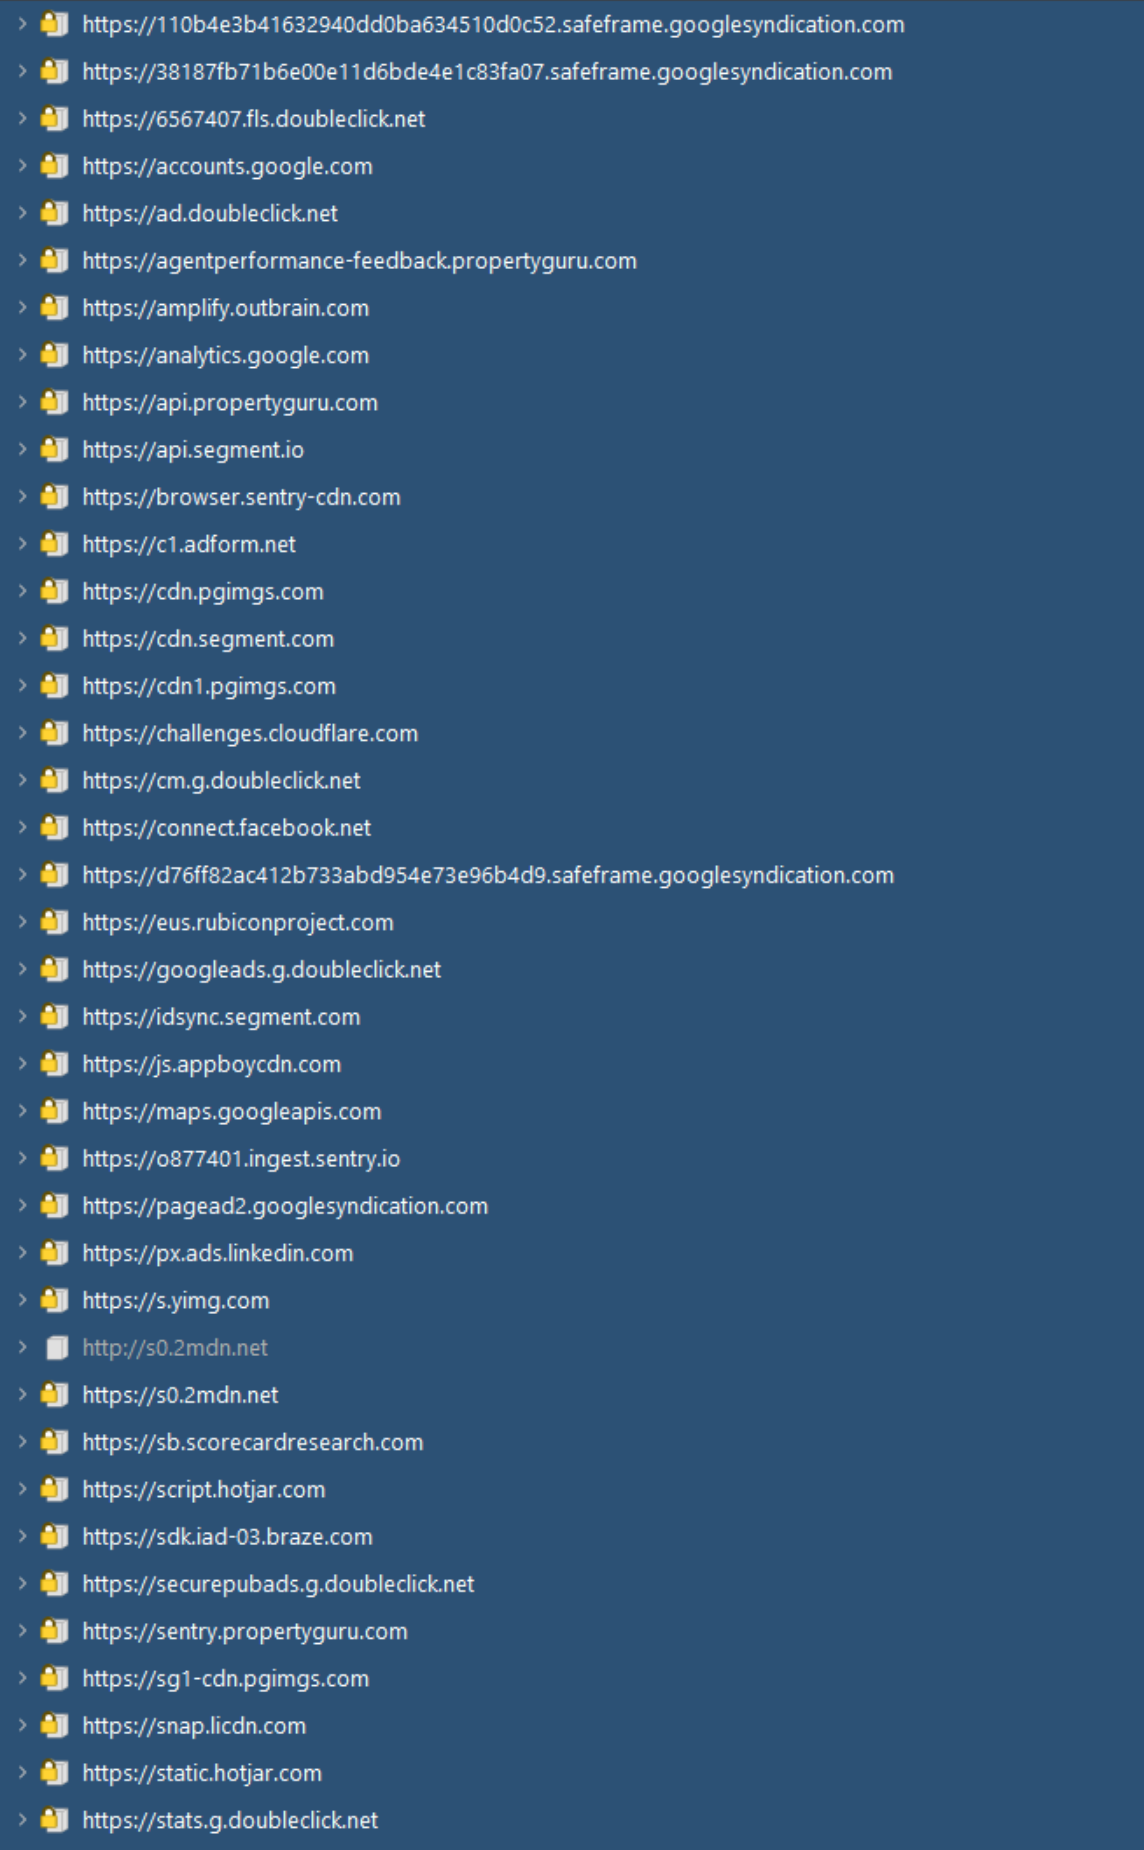 https://110b4e3b41632940dd0ba634510d0c52.safeframe.googlesyndication.com
https://38187fb71b6e00e11d6bde4e1c83fa07.safeframe.googlesyndication.com
https://6567407.fls.doubleclick.net
https://accounts.google.com
https://ad.doubleclick.net
https://agentperformance-feedback.propertyguru.com
https://amplify.outbrain.com
https://analytics.google.com
https://api.propertyguru.com
https://api.segment.io
https://browser.sentry-cdn.com
https://c1.adform.net
https://cdn.pgimgs.com
https://cdn.segment.com
https://cdn1.pgimgs.com
https://challenges.cloudflare.com
https://cm.g.doubleclick.net
https://connect.facebook.net
https://d76ff82ac412b733abd954e73e96b4d9.safeframe.googlesyndication.com
https://eus.rubiconproject.com
https://googleads.g.doubleclick.net
https://idsync.segment.com
https://js.appboycdn.com
https://maps.googleapis.com
https://o877401.ingest.sentry.io
https://pagead2.googlesyndication.com
https://px.ads.linkedin.com
https://s.yimg.com
http://s0.2mdn.net
https://s0.2mdn.net
https://sb.scorecardresearch.com
https://script.hotjar.com
https://sdk.iad-03.braze.com
https://securepubads.g.doubleclick.net
https://sentry.propertyguru.com
https://sg1-cdn.pgimgs.com
https://snap.licdn.com
https://static.hotjar.com
https://stats.g.doubleclick.net